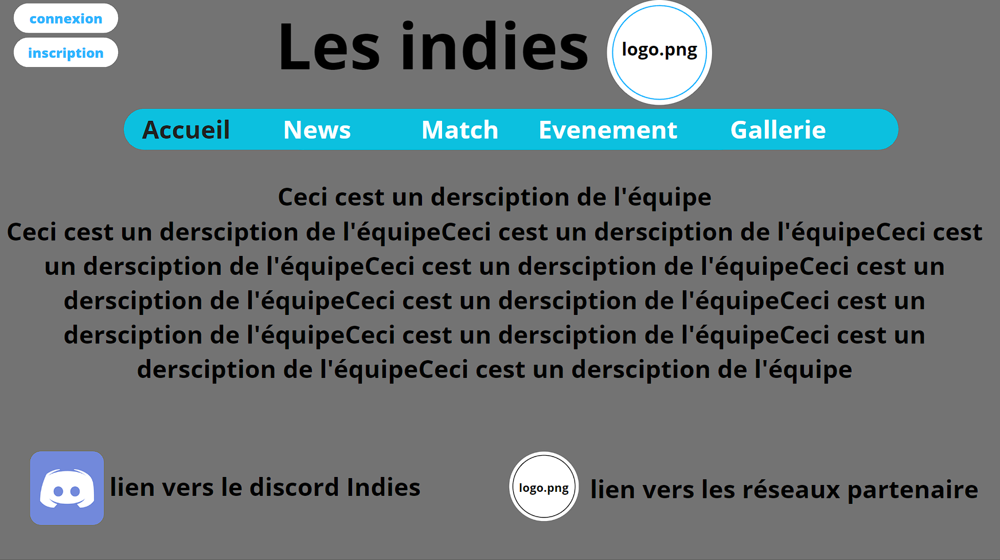 connexion
inscription
Les indies
logo.png
Accueil News Match Evenement Gallerie
Ceci cest un dersciption de l'équipe
Ceci cest un dersciption de l'équipeCeci cest un dersciption de l'équipeCeci cest
un dersciption de l'équipeCeci cest un dersciption de l'équipeCeci cest un
dersciption de l'équipeCeci cest un dersciption de l'équipeCeci cest un
dersciption de l'équipeCeci cest un dersciption de l'équipeCeci cest un
dersciption de l'équipeCeci cest un dersciption de l'équipe
lien vers le discord Indies
logo.png
lien vers les réseaux partenaire